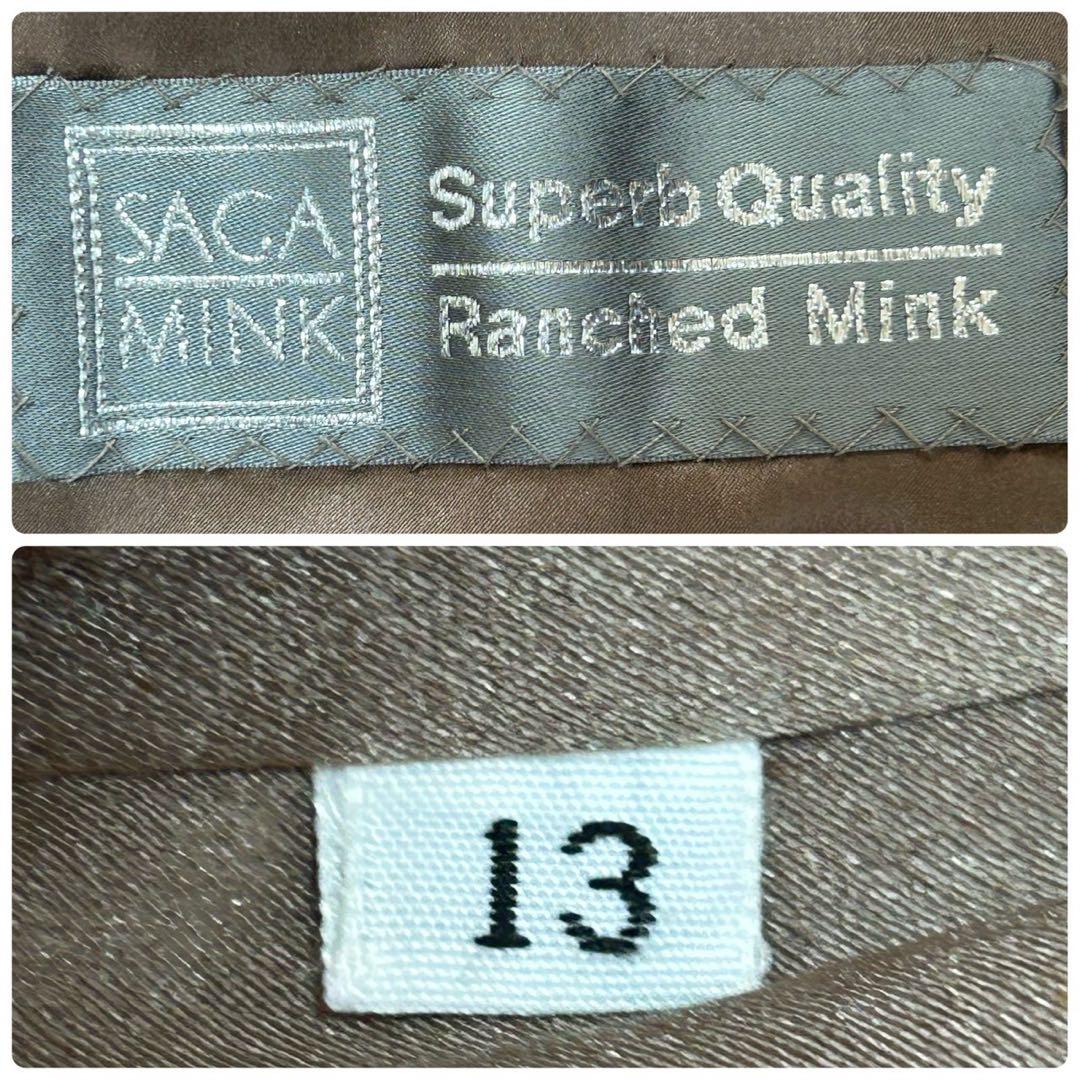 SAGA
MINK
Superb Quality
Ranched Mink
13